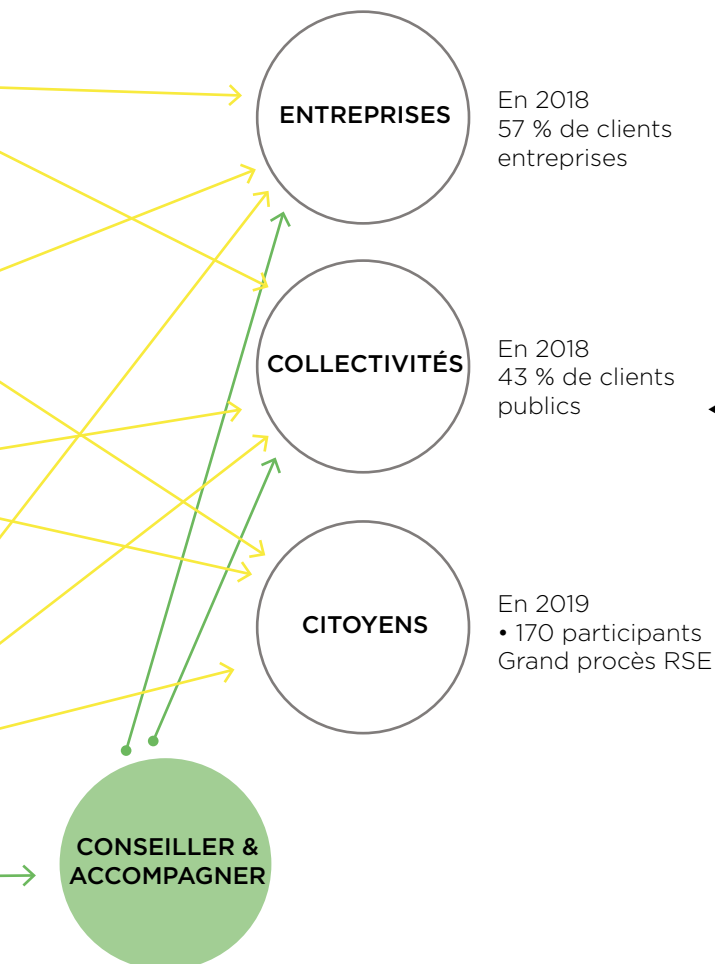 ENTREPRISES
En 2018
57 % de clients
entreprises
COLLECTIVITÉS
En 2018
43 % de clients
publics
CITOYENS
En 2019
• 170 participants
Grand procès RSE
CONSEILLER &
ACCOMPAGNER